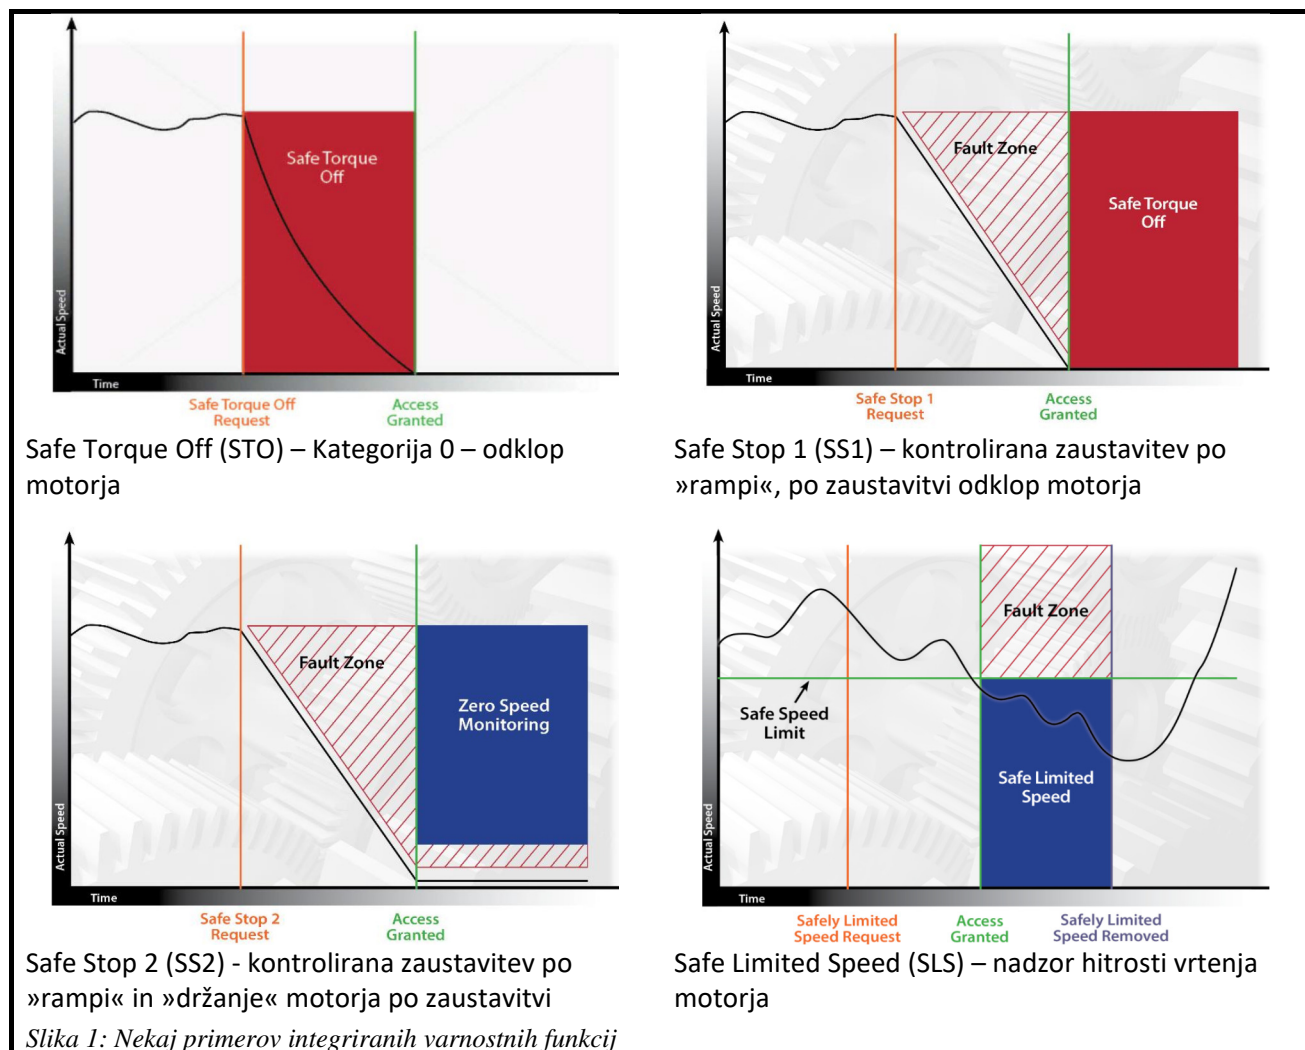 Actual Speed
Safe Torque
Off
Time
Safe Torque Off
Request
Access
Granted
Safe Torque Off (STO) – Kategorija 0 – odklop
motorja
Actual Speed
Fault Zone
Safe Torque
Off
Time
Safe Stop 1
Request
Access
Granted
Safe Stop 1 (SS1) – kontrolirana zaustavitev po
»rampi«, po zaustavitvi odklop motorja
Actual Speed
Fault Zone
Zero Speed
Monitoring
Time
Safe Stop 2
Request
Access
Granted
Safe Stop 2 (SS2) - kontrolirana zaustavitev po
»rampi« in »držanje« motorja po zaustavitvi
Actual Speed
Fault Zone
Safe Speed
Limit
Safe Limited
Speed
Time
Safely Limited
Speed Request
Access
Granted
Safely Limited
Speed Removed
Safe Limited Speed (SLS) – nadzor hitrosti vrtenja
motorja
Slika 1: Nekaj primerov integriranih varnostnih funkcij